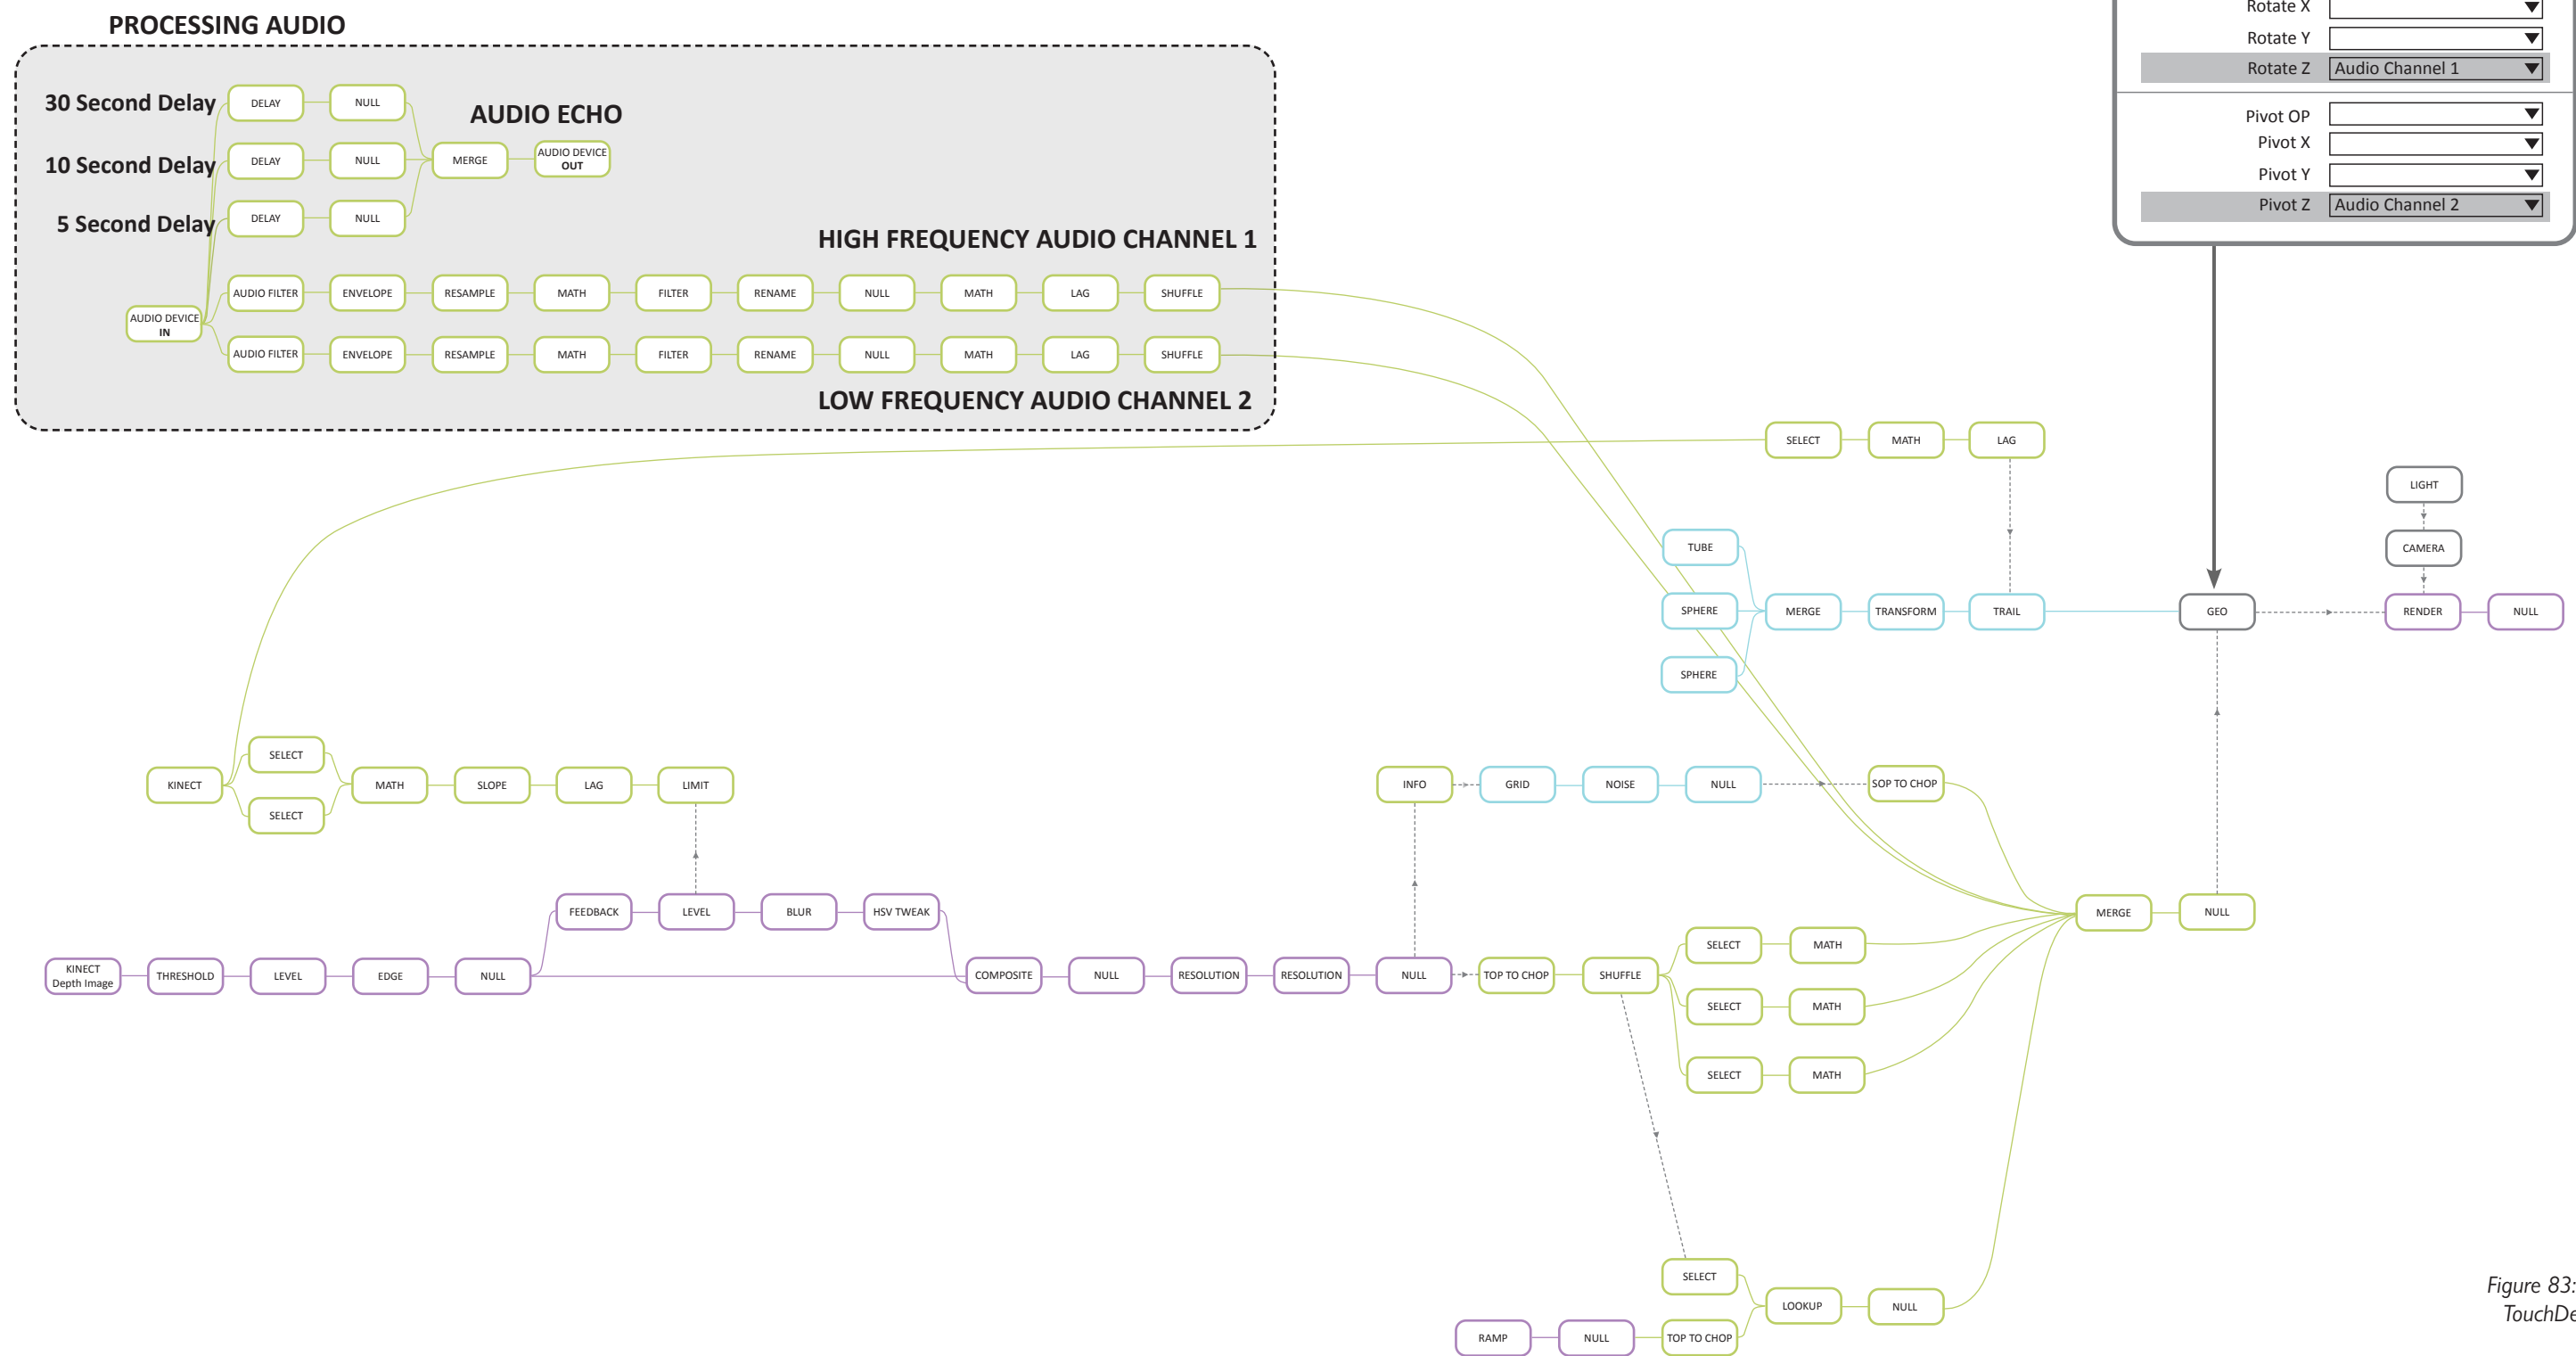 PROCESSING AUDIO
30 Second Delay
DELAY
NULL
AUDIO ECHO
10 Second Delay
DELAY
NULL
MERGE
AUDIO DEVICE
OUT
5 Second Delay
DELAY
NULL
HIGH FREQUENCY AUDIO CHANNEL 1
AUDIO DEVICE
IN
AUDIO FILTER
ENVELOPE
RESAMPLE
MATH
FILTER
RENAME
NULL
MATH
LAG
SHUFFLE
AUDIO FILTER
ENVELOPE
RESAMPLE
MATH
FILTER
RENAME
NULL
MATH
LAG
SHUFFLE
LOW FREQUENCY AUDIO CHANNEL 2
Rotate X
Rotate Y
Rotate Z Audio Channel 1
Pivot OP
Pivot X
Pivot Y
Pivot Z Audio Channel 2
SELECT
MATH
LAG
LIGHT
CAMERA
TUBE
SPHERE
SPHERE
MERGE
TRANSFORM
TRAIL
GEO
RENDER
NULL
KINECT
SELECT
SELECT
MATH
SLOPE
LAG
LIMIT
INFO
GRID
NOISE
NULL
SOP TO CHOP
FEEDBACK
LEVEL
BLUR
HSV TWEAK
KINECT
Depth Image
THRESHOLD
LEVEL
EDGE
NULL
COMPOSITE
NULL
RESOLUTION
RESOLUTION
NULL
TOP TO CHOP
SHUFFLE
SELECT
MATH
SELECT
MATH
SELECT
MATH
MERGE
NULL
SELECT
LOOKUP
NULL
RAMP
NULL
TOP TO CHOP
Figure 83:
TouchDe